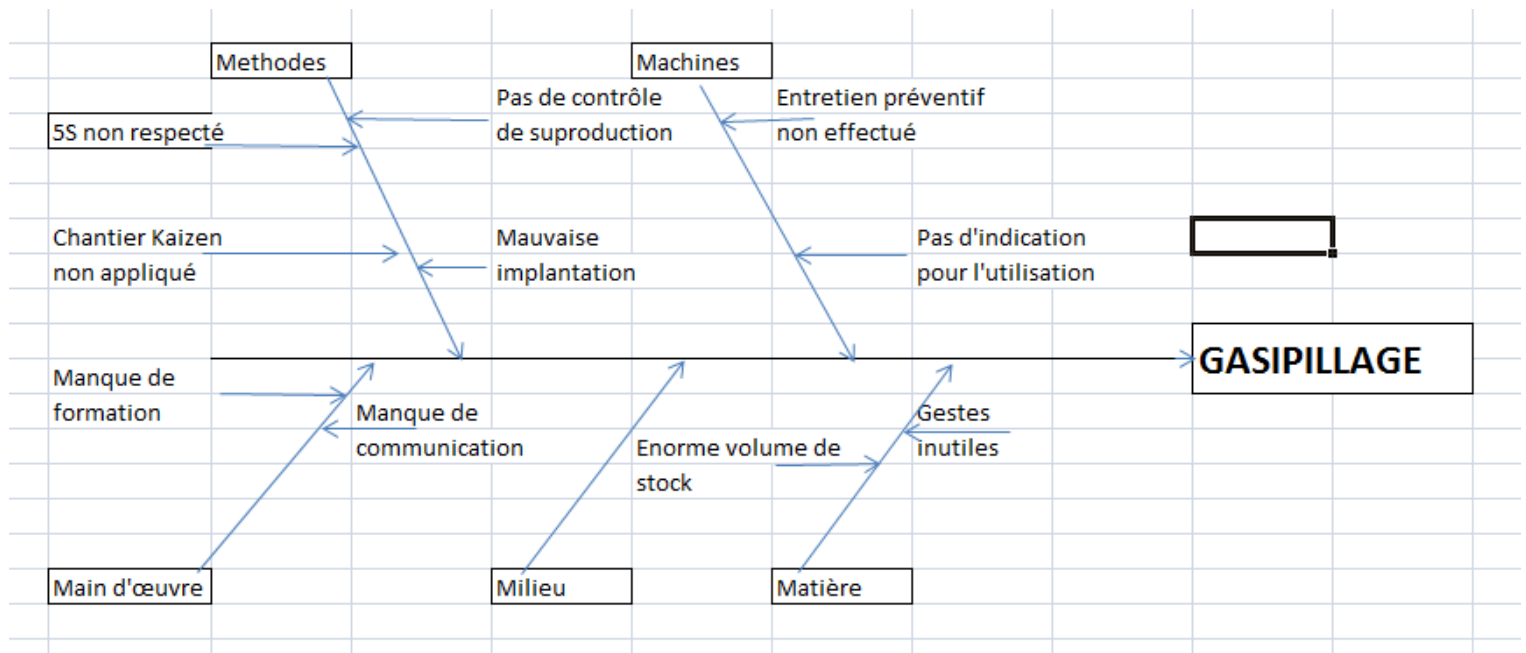 Methodes
Machines
Pas de contrôle
de suproduction
Entretien préventif
non effectué
5S non respecté
Chantier Kaizen
non appliqué
Mauvaise
implantation
Pas d'indication
pour l'utilisation
GASIPILLAGE
Manque de
formation
Manque de
communication
Enorme volume de
stock
Gestes
inutiles
Main d'œuvre
Milieu
Matière